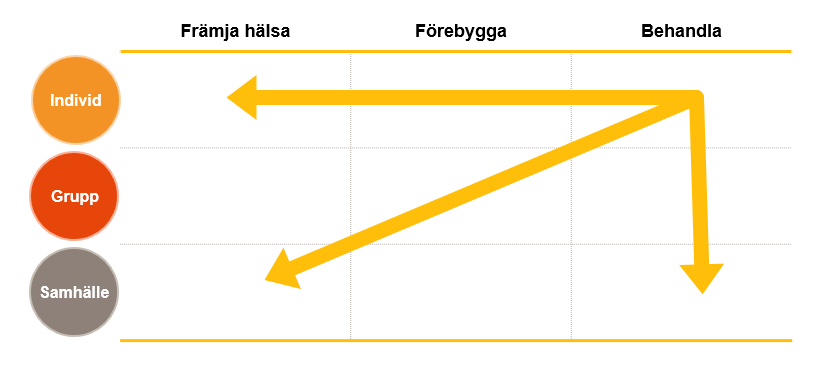 Främja hälsa
Förebygga
Behandla
Individ
Grupp
Samhälle